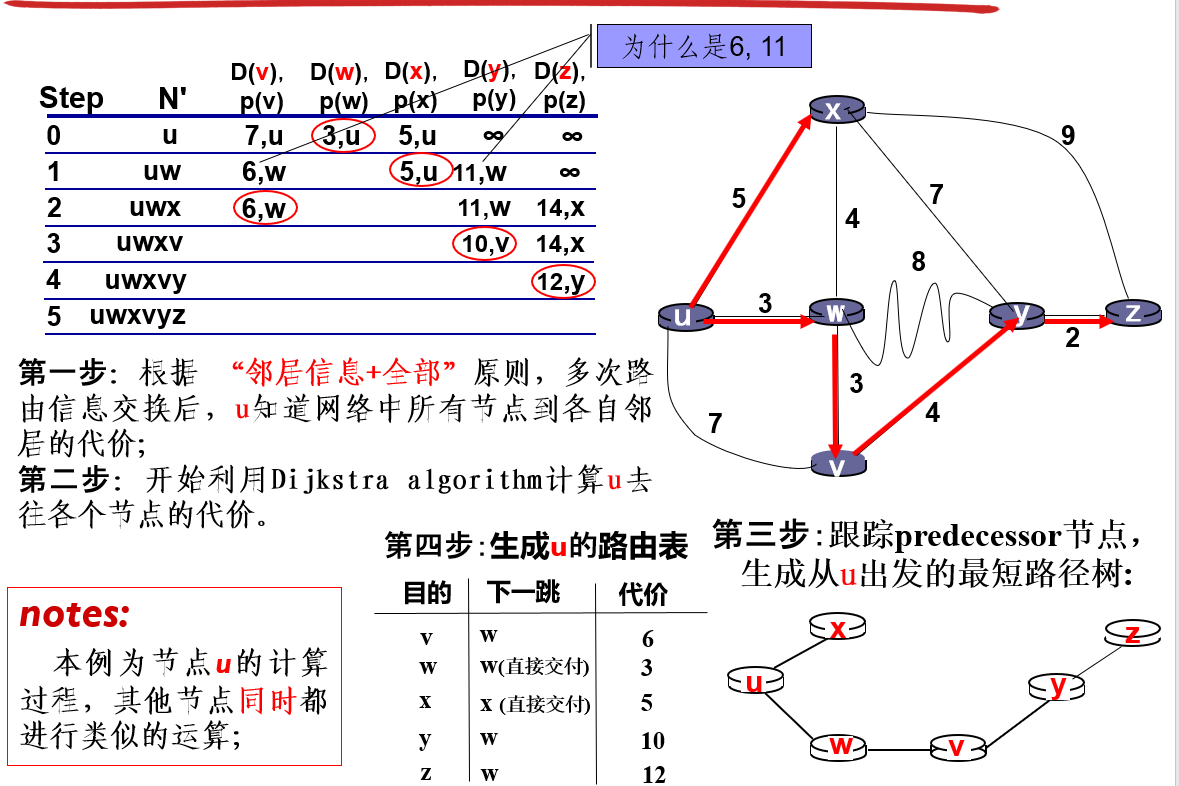 为什么是6, 11
D(v), D(w), D(x), D(y), D(z),
Step N' p(v) p(w) p(x) p(y) p(z)
0 u 7,u 3,u 5,u ∞ ∞
1 uw 6,w 5,u 11,w ∞
2 uwx 6,w 11,w 14,x
3 uwxv 10,v 14,x
4 uwxvy 12,y
5 uwxvyz
x
9
5
7
4
8
u
3
w
y
z
2
3
7
4
v
第一步：根据 “邻居信息+全部”原则，多次路
由信息交换后，u知道网络中所有节点到各自邻
居的代价;
第二步：开始利用Dijkstra algorithm计算u去
往各个节点的代价。
第三步:跟踪predecessor节点，
生成从u出发的最短路径树:
第四步:生成u的路由表
目的 下一跳 代价
v w 6
w w(直接交付) 3
x x (直接交付) 5
y w 10
z w 12
notes:
本例为节点u的计算
过程，其他节点同时都
进行类似的运算;
x
z
u
y
w
v